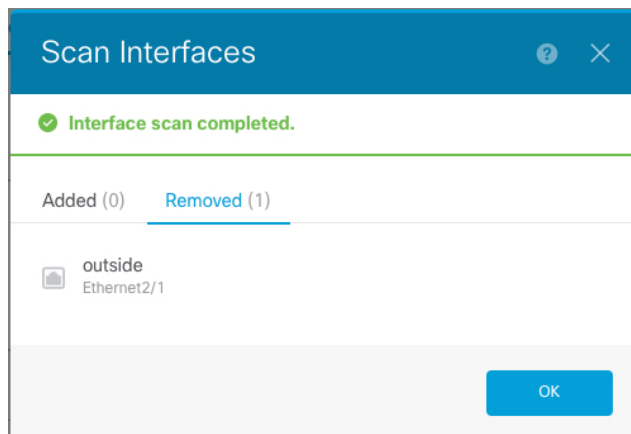 Scan Interfaces
Interface scan completed.
Added (0) Removed (1)
outside
Ethernet2/1
OK